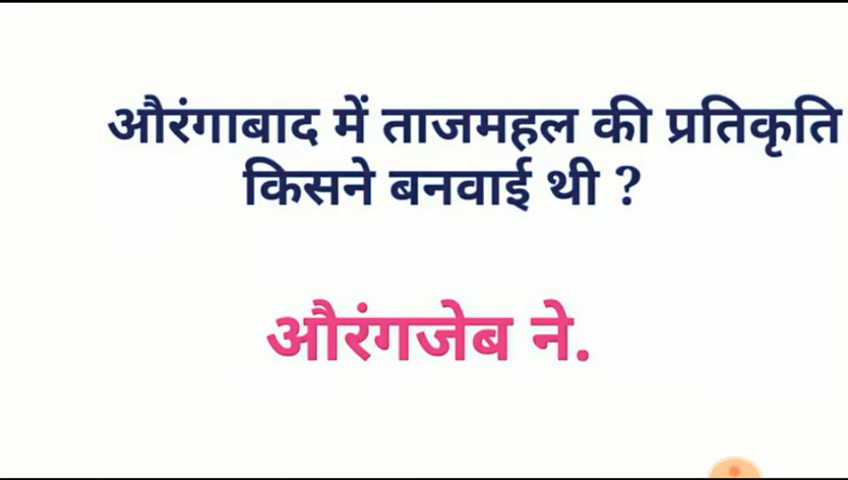 औरंगाबाद में ताजमहल की प्रतिकृति
किसने बनवाई थी ?
औरंगजेब ने.